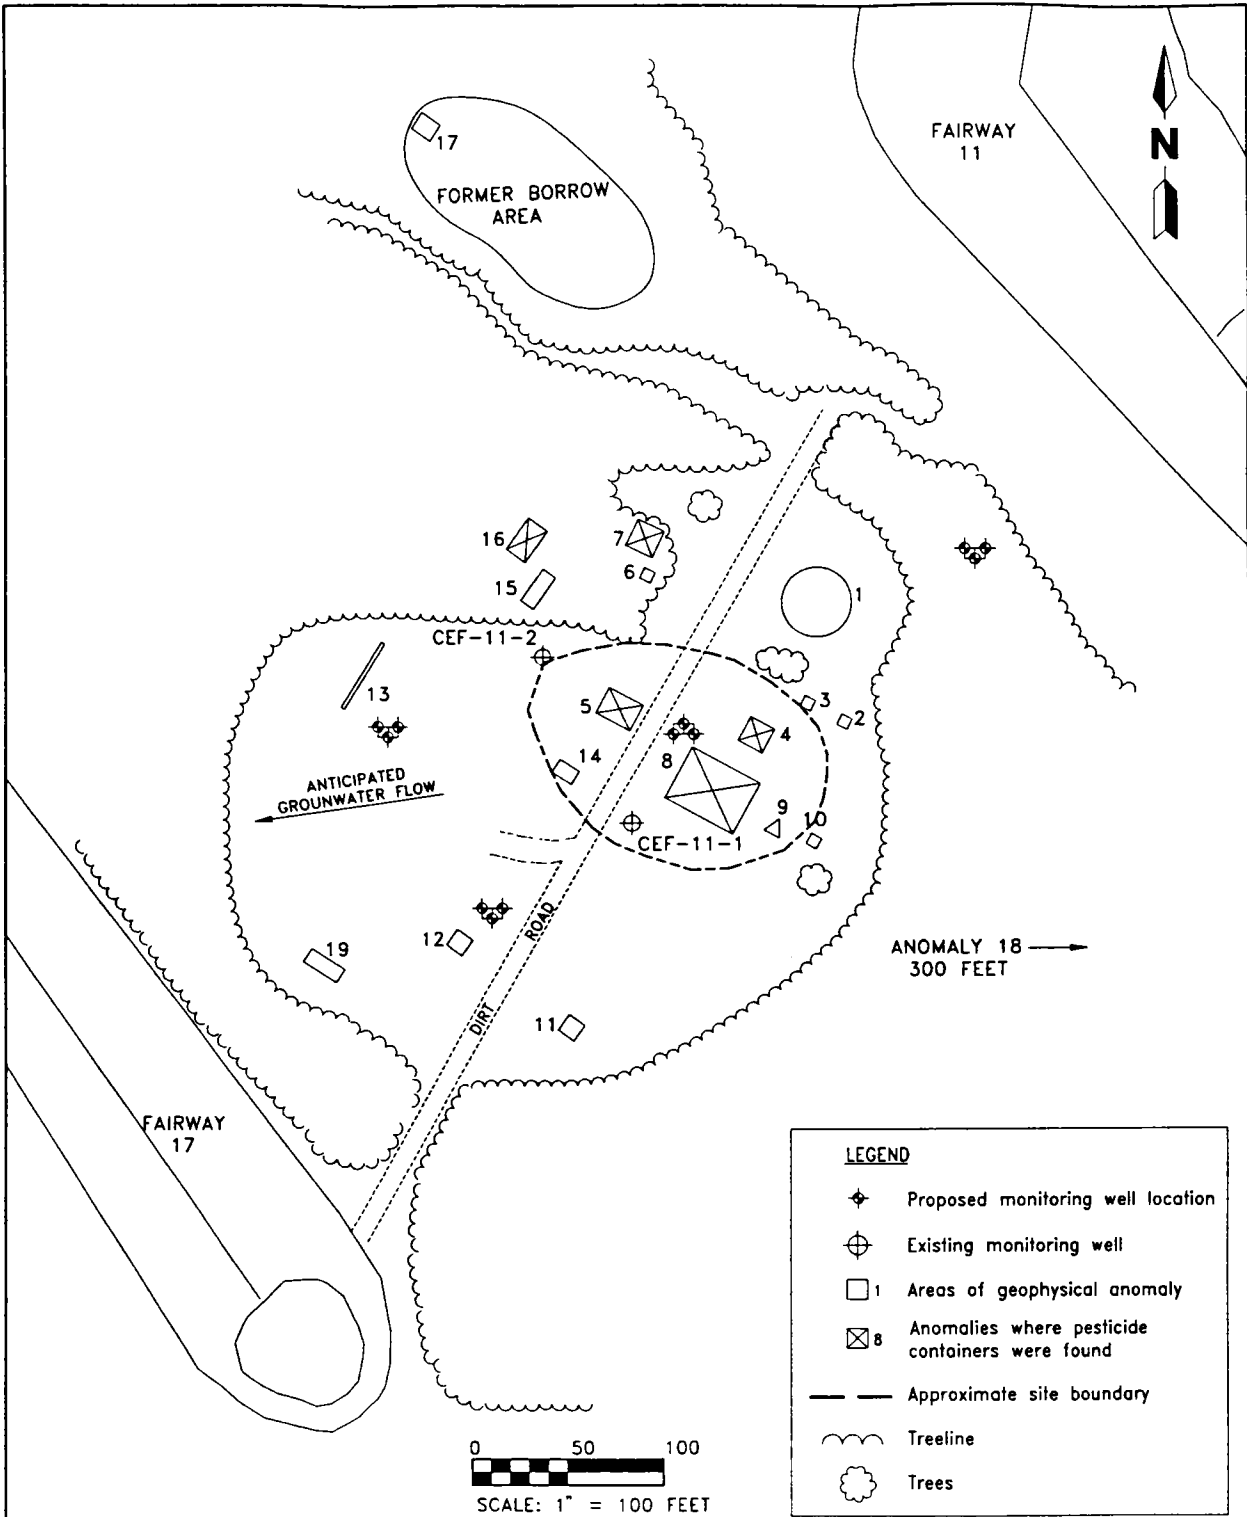 17
FORMER BORROW
AREA
FAIRWAY
11
N
16
7
6
15
1
CEF-11-2
13
5
3
2
4
8
14
ANTICIPATED
GROUNWATER FLOW
9
10
CEF-11-1
12
19
ROAD
DIRT
11
ANOMALY 18
300 FEET
FAIRWAY
17
LEGEND
Proposed monitoring well location
Existing monitoring well
1 Areas of geophysical anomaly
8 Anomalies where pesticide
containers were found
Approximate site boundary
Treeline
Trees
0 50 100
SCALE: 1" = 100 FEET